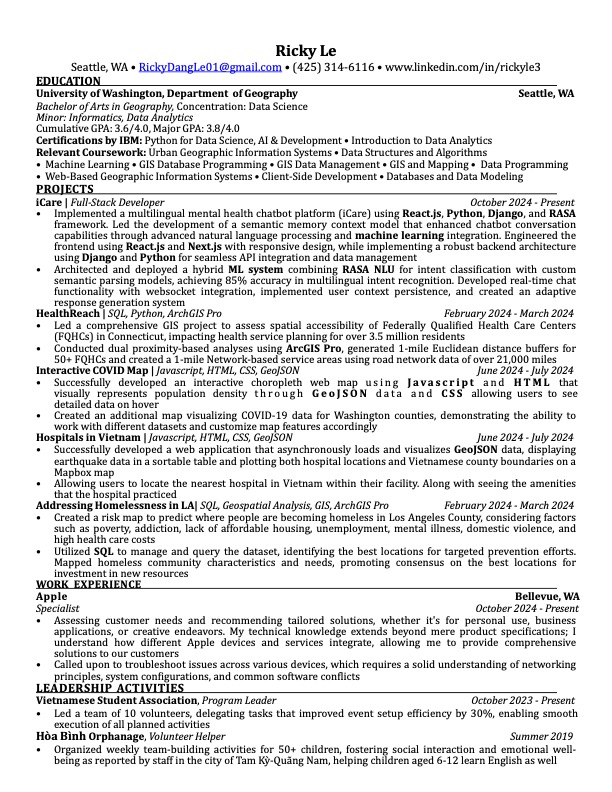 Ricky Le
Seattle, WA • RickyDangLe01@gmail.com • (425) 314-6116 • www.linkedin.com/in/rickyle3
EDUCATION
University of Washington, Department of Geography Seattle, WA
Bachelor of Arts in Geography, Concentration: Data Science
Minor: Informatics, Data Analytics
Cumulative GPA: 3.6/4.0, Major GPA: 3.8/4.0
Certifications by IBM: Python for Data Science, AI & Development • Introduction to Data Analytics
Relevant Coursework: Urban Geographic Information Systems • Data Structures and Algorithms
• Machine Learning • GIS Database Programming • GIS Data Management • GIS and Mapping • Data Programming
• Web-Based Geographic Information Systems • Client-Side Development • Databases and Data Modeling
PROJECTS
iCare | Full-Stack Developer October 2024 - Present
• Implemented a multilingual mental health chatbot platform (iCare) using React.js, Python, Django, and RASA
framework. Led the development of a semantic memory context model that enhanced chatbot conversation
capabilities through advanced natural language processing and machine learning integration. Engineered the
frontend using React.js and Next.js with responsive design, while implementing a robust backend architecture
using Django and Python for seamless API integration and data management
• Architected and deployed a hybrid ML system combining RASA NLU for intent classification with custom
semantic parsing models, achieving 85% accuracy in multilingual intent recognition. Developed real-time chat
functionality with websocket integration, implemented user context persistence, and created an adaptive
response generation system
HealthReach | SQL, Python, ArchGIS Pro February 2024 - March 2024
• Led a comprehensive GIS project to assess spatial accessibility of Federally Qualified Health Care Centers
(FQHCs) in Connecticut, impacting health service planning for over 3.5 million residents
• Conducted dual proximity-based analyses using ArcGIS Pro, generated 1-mile Euclidean distance buffers for
50+ FQHCs and created a 1-mile Network-based service areas using road network data of over 21,000 miles
Interactive COVID Map | Javascript, HTML, CSS, GeoJSON June 2024 - July 2024
• Successfully developed an interactive choropleth web map using Javascript and HTML that
visually represents population density through GeoJSON data and CSS allowing users to see
detailed data on hover
• Created an additional map visualizing COVID-19 data for Washington counties, demonstrating the ability to
work with different datasets and customize map features accordingly
Hospitals in Vietnam | Javascript, HTML, CSS, GeoJSON June 2024 - July 2024
• Successfully developed a web application that asynchronously loads and visualizes GeoJSON data, displaying
earthquake data in a sortable table and plotting both hospital locations and Vietnamese county boundaries on a
Mapbox map
• Allowing users to locate the nearest hospital in Vietnam within their facility. Along with seeing the amenities
that the hospital practiced
Addressing Homelessness in LA| SQL, Geospatial Analysis, GIS, ArchGIS Pro February 2024 - March 2024
• Created a risk map to predict where people are becoming homeless in Los Angeles County, considering factors
such as poverty, addiction, lack of affordable housing, unemployment, mental illness, domestic violence, and
high health care costs
• Utilized SQL to manage and query the dataset, identifying the best locations for targeted prevention efforts.
Mapped homeless community characteristics and needs, promoting consensus on the best locations for
investment in new resources
WORK EXPERIENCE
Apple Bellevue, WA
Specialist October 2024 - Present
• Assessing customer needs and recommending tailored solutions, whether it's for personal use, business
applications, or creative endeavors. My technical knowledge extends beyond mere product specifications; I
understand how different Apple devices and services integrate, allowing me to provide comprehensive
solutions to our customers
• Called upon to troubleshoot issues across various devices, which requires a solid understanding of networking
principles, system configurations, and common software conflicts
LEADERSHIP ACTIVITIES
Vietnamese Student Association, Program Leader October 2023 - Present
• Led a team of 10 volunteers, delegating tasks that improved event setup efficiency by 30%, enabling smooth
execution of all planned activities
Hòa Bình Orphanage, Volunteer Helper Summer 2019
• Organized weekly team-building activities for 50+ children, fostering social interaction and emotional well-
being as reported by staff in the city of Tam Kỳ-Quãng Nam, helping children aged 6-12 learn English as well